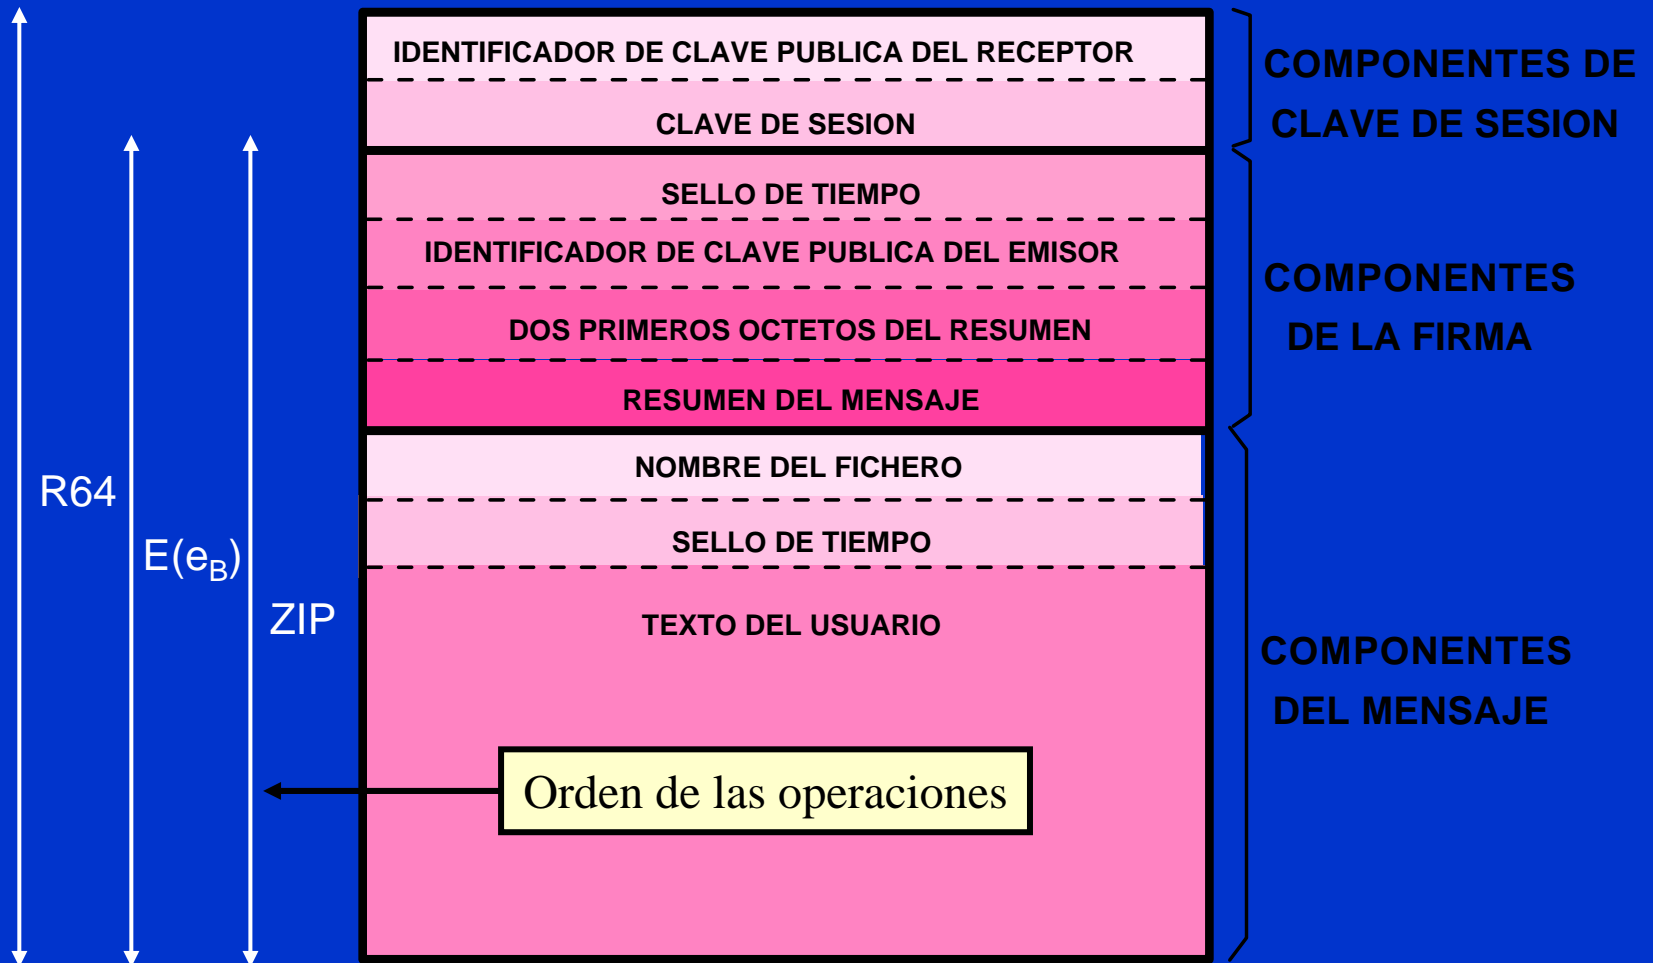 IDENTIFICADOR DE CLAVE PUBLICA DEL RECEPTOR
CLAVE DE SESION
SELLO DE TIEMPO
IDENTIFICADOR DE CLAVE PUBLICA DEL EMISOR
DOS PRIMEROS OCTETOS DEL RESUMEN
RESUMEN DEL MENSAJE
NOMBRE DEL FICHERO
SELLO DE TIEMPO
TEXTO DEL USUARIO
Orden de las operaciones
R64
E(e_B)
ZIP
COMPONENTES DE
CLAVE DE SESION
COMPONENTES
DE LA FIRMA
COMPONENTES
DEL MENSAJE